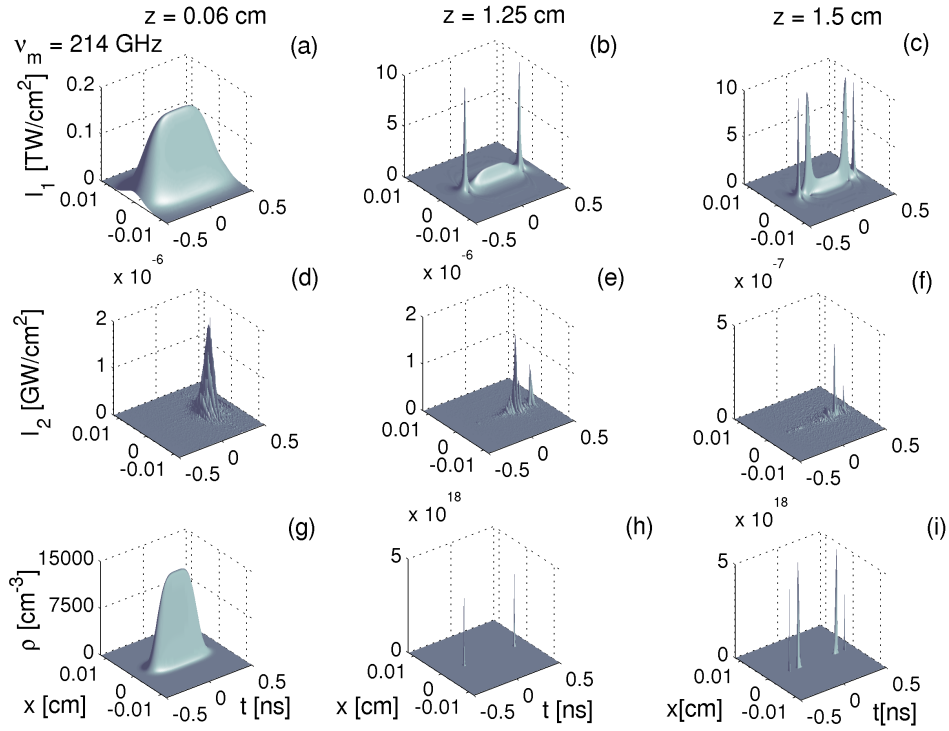 z = 0.06 cm
z = 1.25 cm
z = 1.5 cm
νm = 214 GHz
(a)
(b)
(c)
I1 [TW/cm2]
0.2
0.1
0
0.01
0
-0.01
-0.5
0
0.5
10
5
0
0.01
0
-0.01
-0.5
0
0.5
10
5
0
0.01
0
-0.01
-0.5
0
0.5
x 10-6
(d)
x 10-6
(e)
x 10-7
(f)
I2 [GW/cm2]
2
1
0
0.01
0
-0.01
-0.5
0
0.5
2
1
0
0.01
0
-0.01
-0.5
0
0.5
5
0
0.01
0
-0.01
-0.5
0
0.5
(g)
x 10 18
(h)
x 10 18
(i)
ρ [cm-3]
15000
7500
0
0.01
0
-0.01
-0.5
0
0.5
x [cm]
t [ns]
5
0
0.01
0
-0.01
-0.5
0
0.5
x [cm]
t [ns]
5
0
0.01
0
-0.01
-0.5
0
0.5
x[cm]
t[ns]